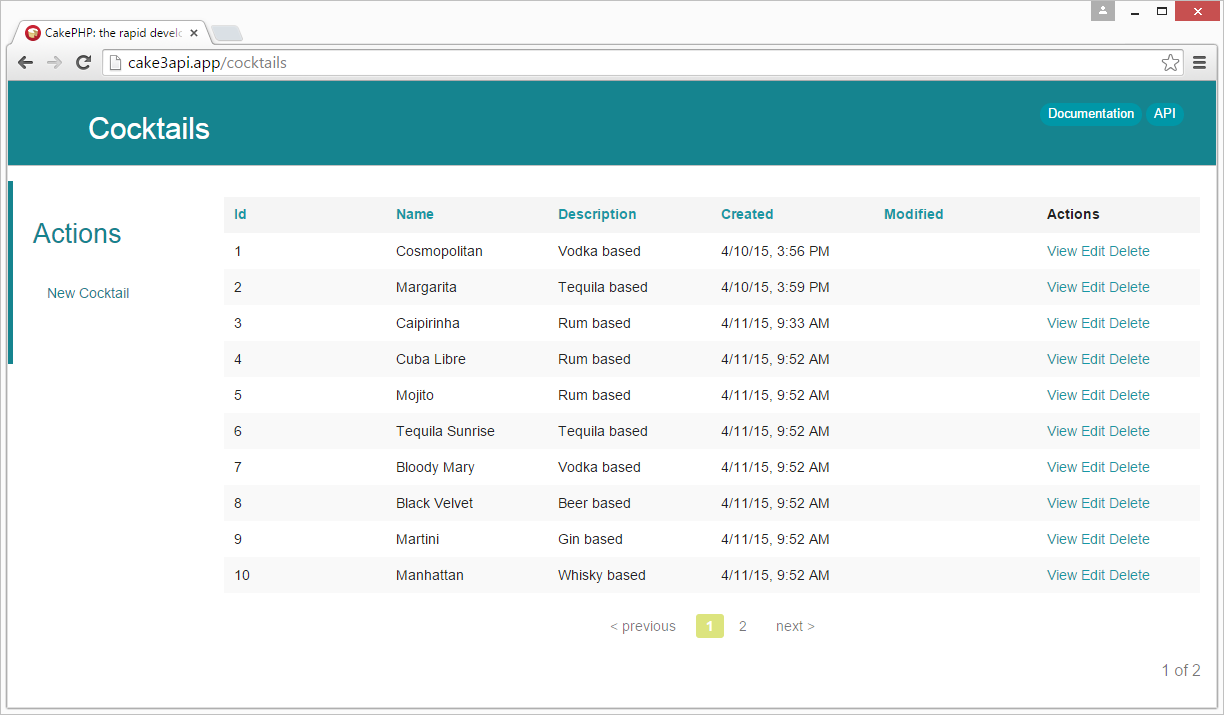 CakePHP: the rapid develo
cake3api.app/cocktails
Cocktails
Documentation API
Actions
New Cocktail
Id Name Description Created Modified Actions
1 Cosmopolitan Vodka based 4/10/15, 3:56 PM View Edit Delete
2 Margarita Tequila based 4/10/15, 3:59 PM View Edit Delete
3 Caipirinha Rum based 4/11/15, 9:33 AM View Edit Delete
4 Cuba Libre Rum based 4/11/15, 9:52 AM View Edit Delete
5 Mojito Rum based 4/11/15, 9:52 AM View Edit Delete
6 Tequila Sunrise Tequila based 4/11/15, 9:52 AM View Edit Delete
7 Bloody Mary Vodka based 4/11/15, 9:52 AM View Edit Delete
8 Black Velvet Beer based 4/11/15, 9:52 AM View Edit Delete
9 Martini Gin based 4/11/15, 9:52 AM View Edit Delete
10 Manhattan Whisky based 4/11/15, 9:52 AM View Edit Delete
< previous 1 2 next >
1 of 2